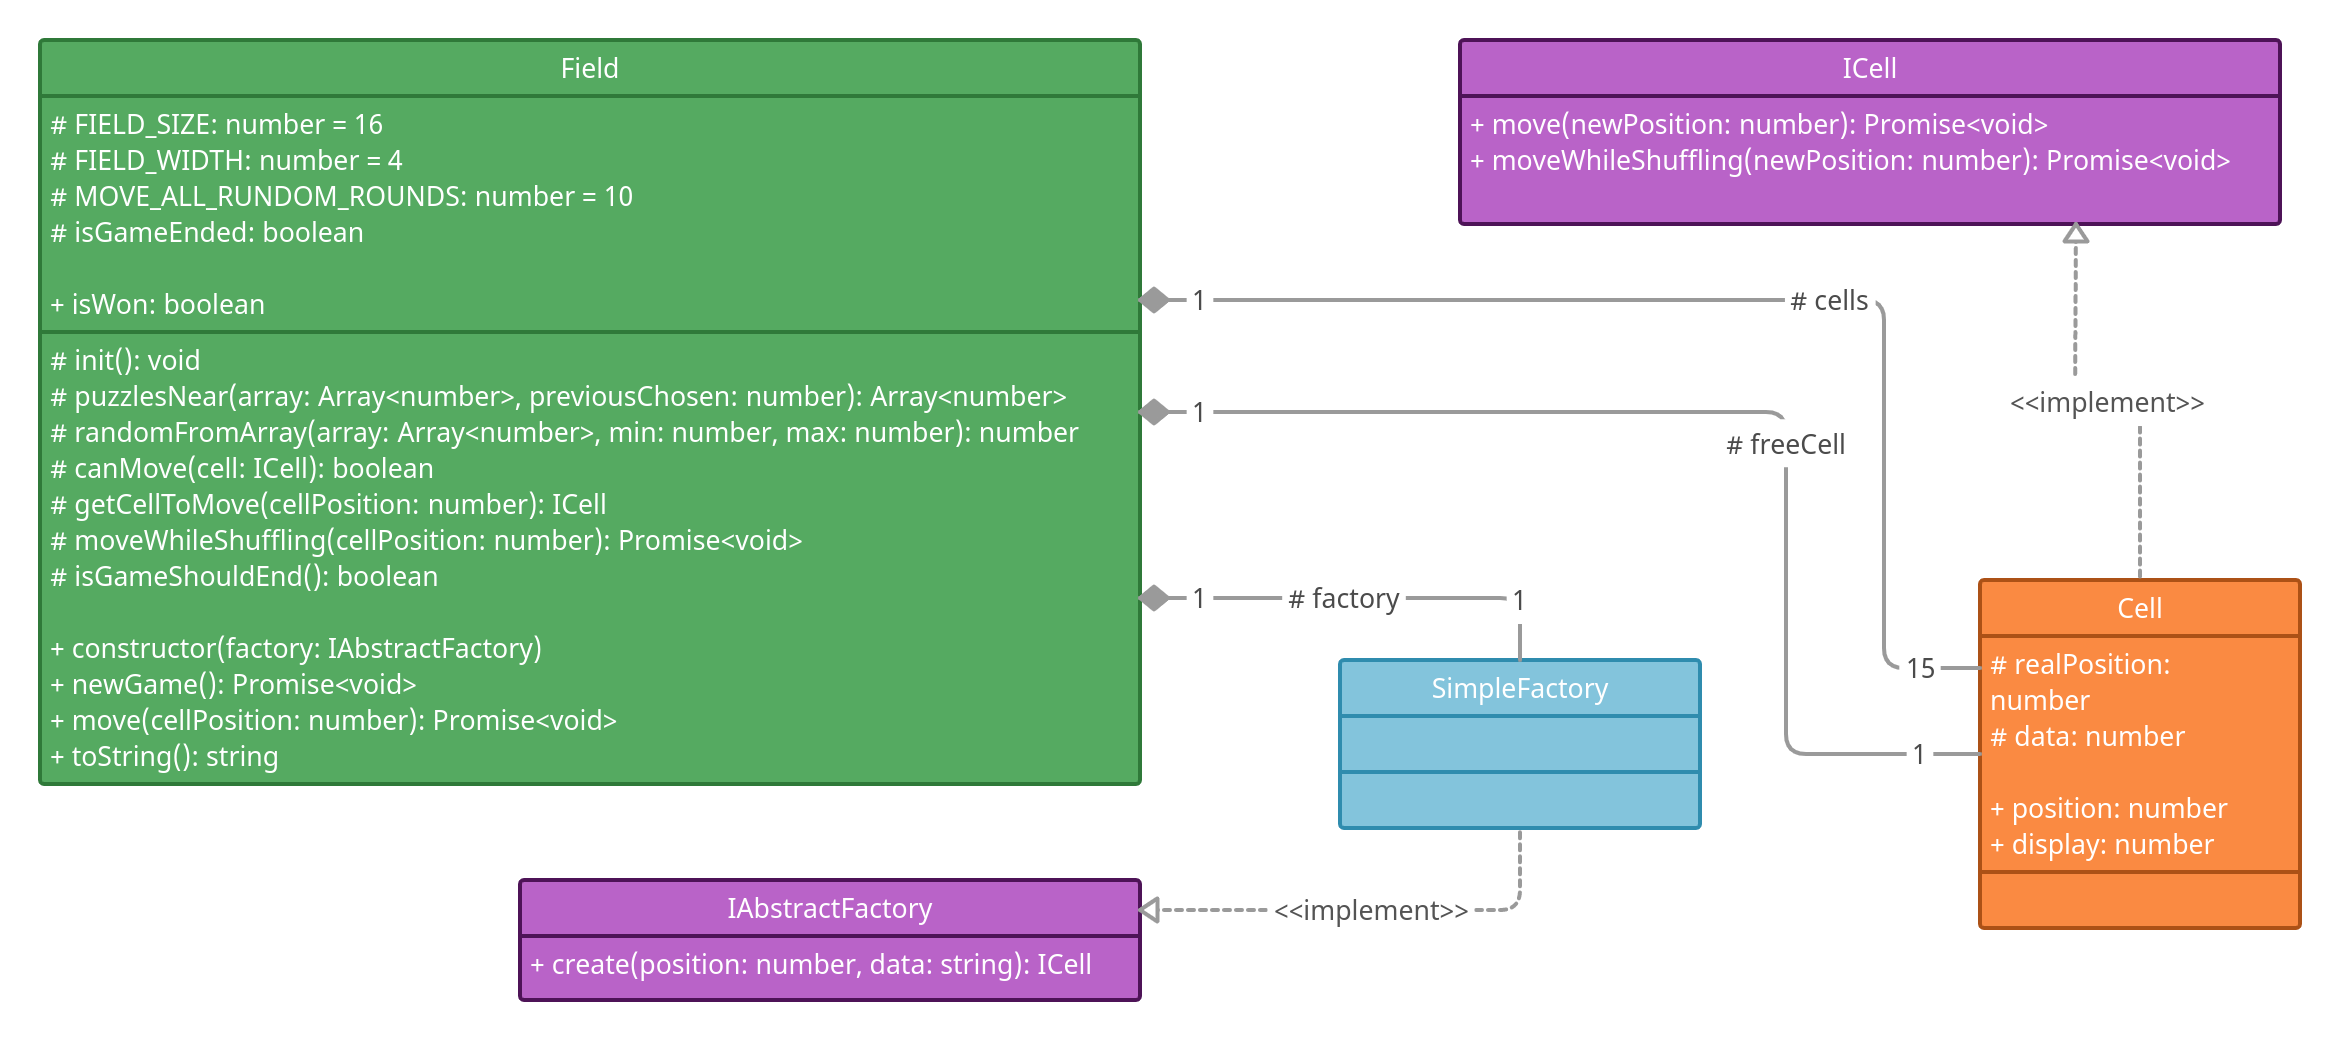 Field
# FIELD_SIZE: number = 16
# FIELD_WIDTH: number = 4
# MOVE_ALL_RUNDOM_ROUNDS: number = 10
# isGameEnded: boolean
+ isWon: boolean
# init(): void
# puzzlesNear(array: Array<number>, previousChosen: number): Array<number>
# randomFromArray(array: Array<number>, min: number, max: number): number
# canMove(cell: ICell): boolean
# getCellToMove(cellPosition: number): ICell
# moveWhileShuffling(cellPosition: number): Promise<void>
# isGameShouldEnd(): boolean
+ constructor(factory: IAbstractFactory)
+ newGame(): Promise<void>
+ move(cellPosition: number): Promise<void>
+ toString(): string
ICell
+ move(newPosition: number): Promise<void>
+ moveWhileShuffling(newPosition: number): Promise<void>
1
# cells
15
1
# freeCell
1
<<implement>>
1
# factory
1
SimpleFactory
Cell
# realPosition:
number
# data: number
+ position: number
+ display: number
<<implement>>
IAbstractFactory
+ create(position: number, data: string): ICell